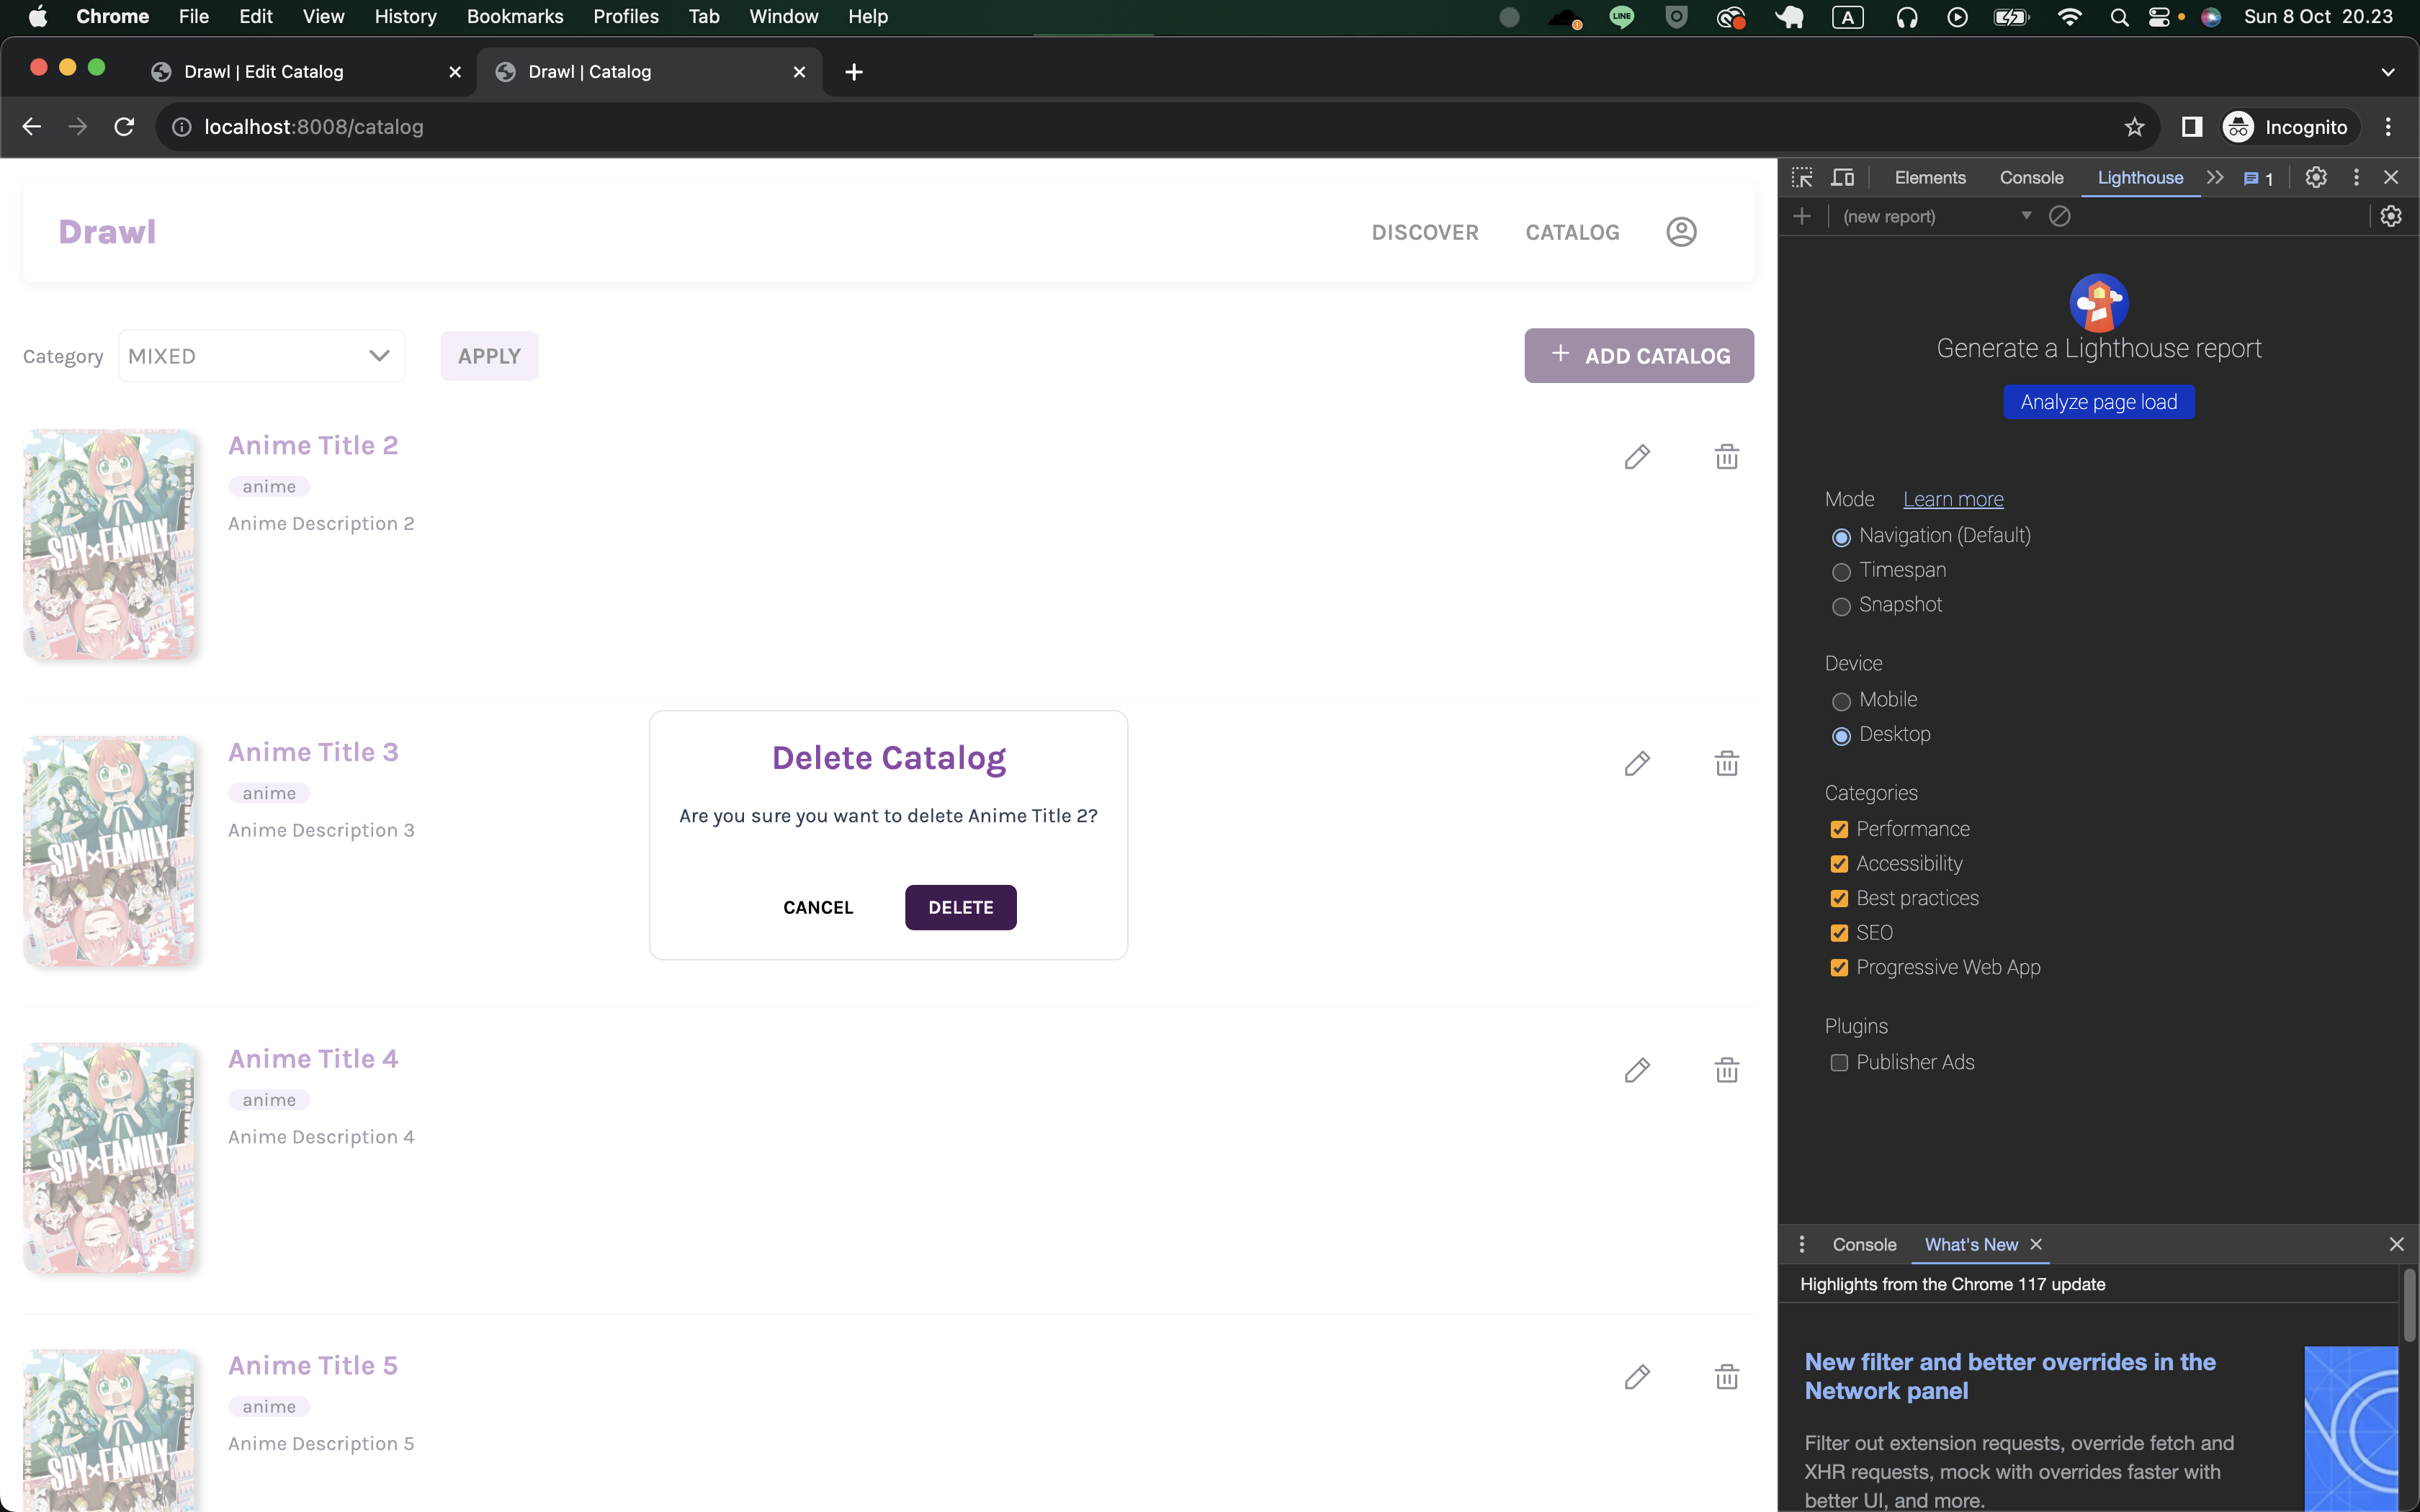 Chrome File Edit View History Bookmarks Profiles Tab Window Help
LINE
A
Sun 8 Oct 20.23
Drawl | Edit Catalog
Drawl | Catalog
localhost:8008/catalog
Incognito
Drawl
DISCOVER
CATALOG
Category
MIXED
APPLY
+ ADD CATALOG
Anime Title 2
anime
Anime Description 2
SPY×FAMILY
Anime Title 3
anime
Anime Description 3
SPY×FAMILY
Delete Catalog
Are you sure you want to delete Anime Title 2?
CANCEL
DELETE
Anime Title 4
anime
Anime Description 4
SPY×FAMILY
Anime Title 5
anime
Anime Description 5
SPY×FAMILY
Elements Console Lighthouse 1
(new report)
Generate a Lighthouse report
Analyze page load
Mode Learn more
Navigation (Default)
Timespan
Snapshot
Device
Mobile
Desktop
Categories
Performance
Accessibility
Best practices
SEO
Progressive Web App
Plugins
Publisher Ads
Console What's New
Highlights from the Chrome 117 update
New filter and better overrides in the
Network panel
Filter out extension requests, override fetch and
XHR requests, mock with overrides faster with
better UI, and more.